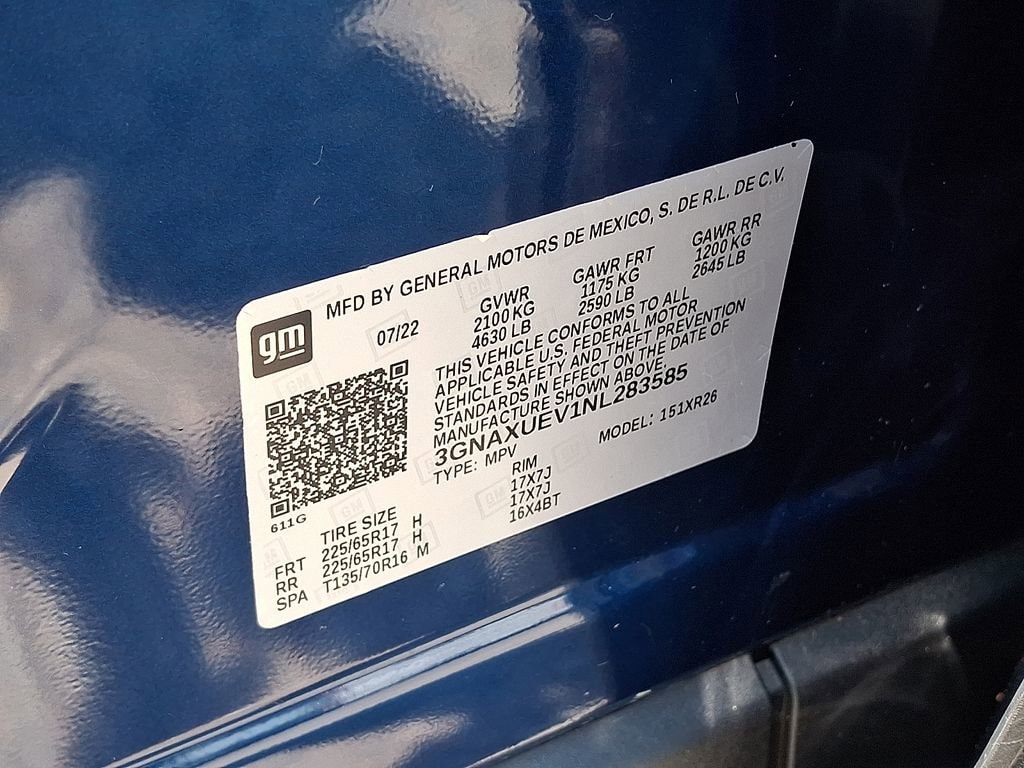 MFD BY GENERAL MOTORS DE MEXICO, S. DE R.L. DE C.V.
gm
07/22
GVWR GAWR FRT GAWR RR
2100 KG 1175 KG 1200 KG
4630 LB 2590 LB 2645 LB
THIS VEHICLE CONFORMS TO ALL
APPLICABLE U.S. FEDERAL MOTOR
VEHICLE SAFETY AND THEFT PREVENTION
STANDARDS IN EFFECT ON THE DATE OF
MANUFACTURE SHOWN ABOVE.
3GNAXUEV1NL283585
TYPE: MPV MODEL: 151XR26
611G
TIRE SIZE RIM
FRT 225/65R17 H 17X7J
RR 225/65R17 H 17X7J
SPA T135/70R16 M 16X4BT